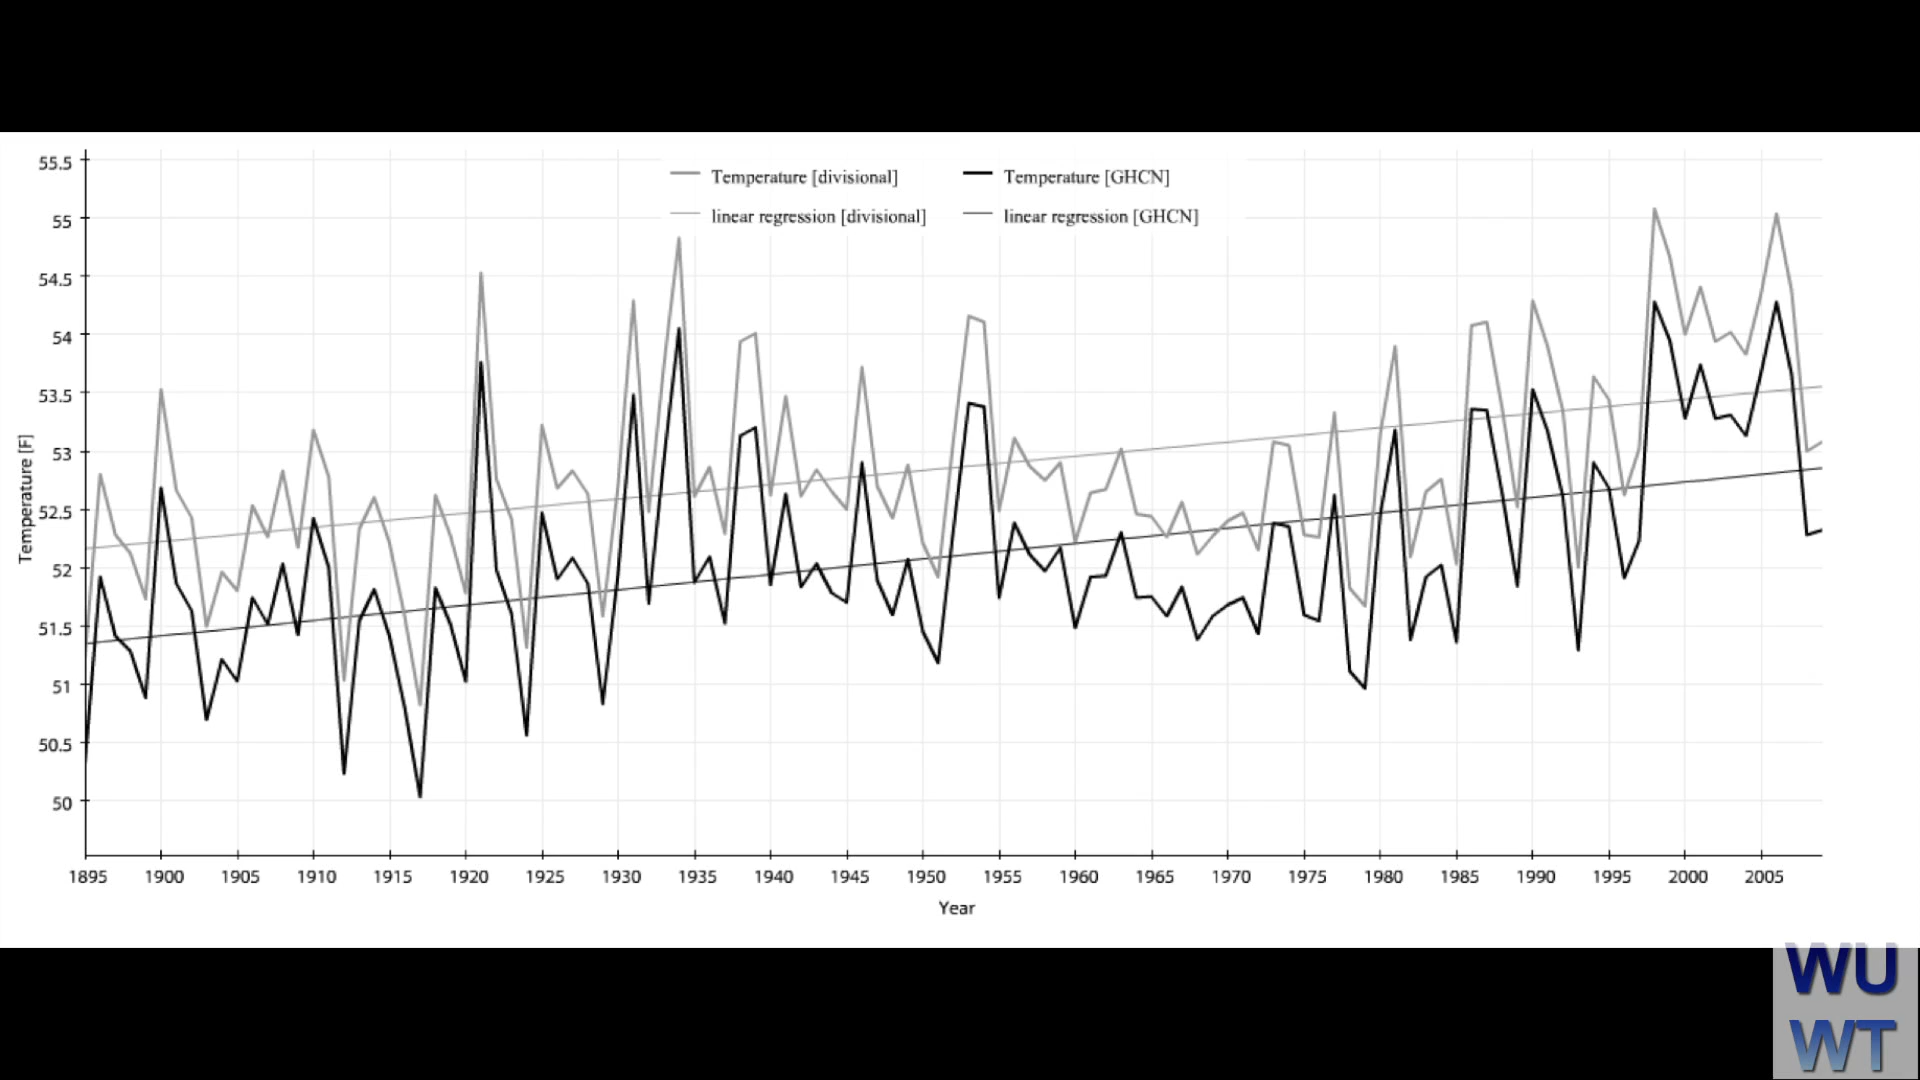 55.5
Temperature [divisional] Temperature [GHCN]
linear regression [divisional] linear regression [GHCN]
55
54.5
54
53.5
53
52.5
52
51.5
51
50.5
50
Temperature [F]
1895 1900 1905 1910 1915 1920 1925 1930 1935 1940 1945 1950 1955 1960 1965 1970 1975 1980 1985 1990 1995 2000 2005
Year
WU
WT